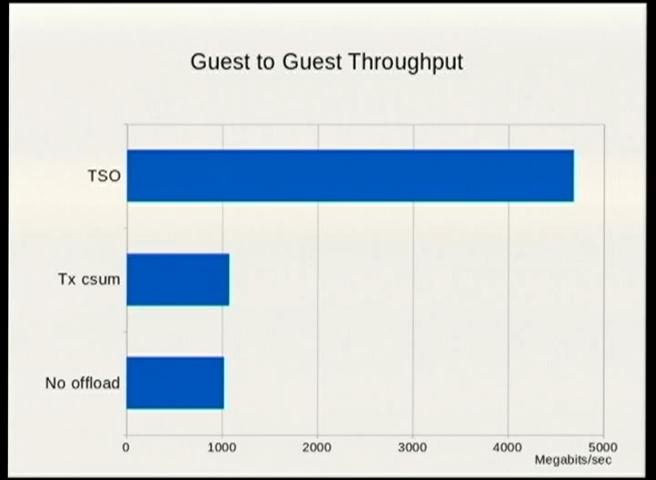 Guest to Guest Throughput
TSO
Tx csum
No offload
0 1000 2000 3000 4000 5000
Megabits/sec